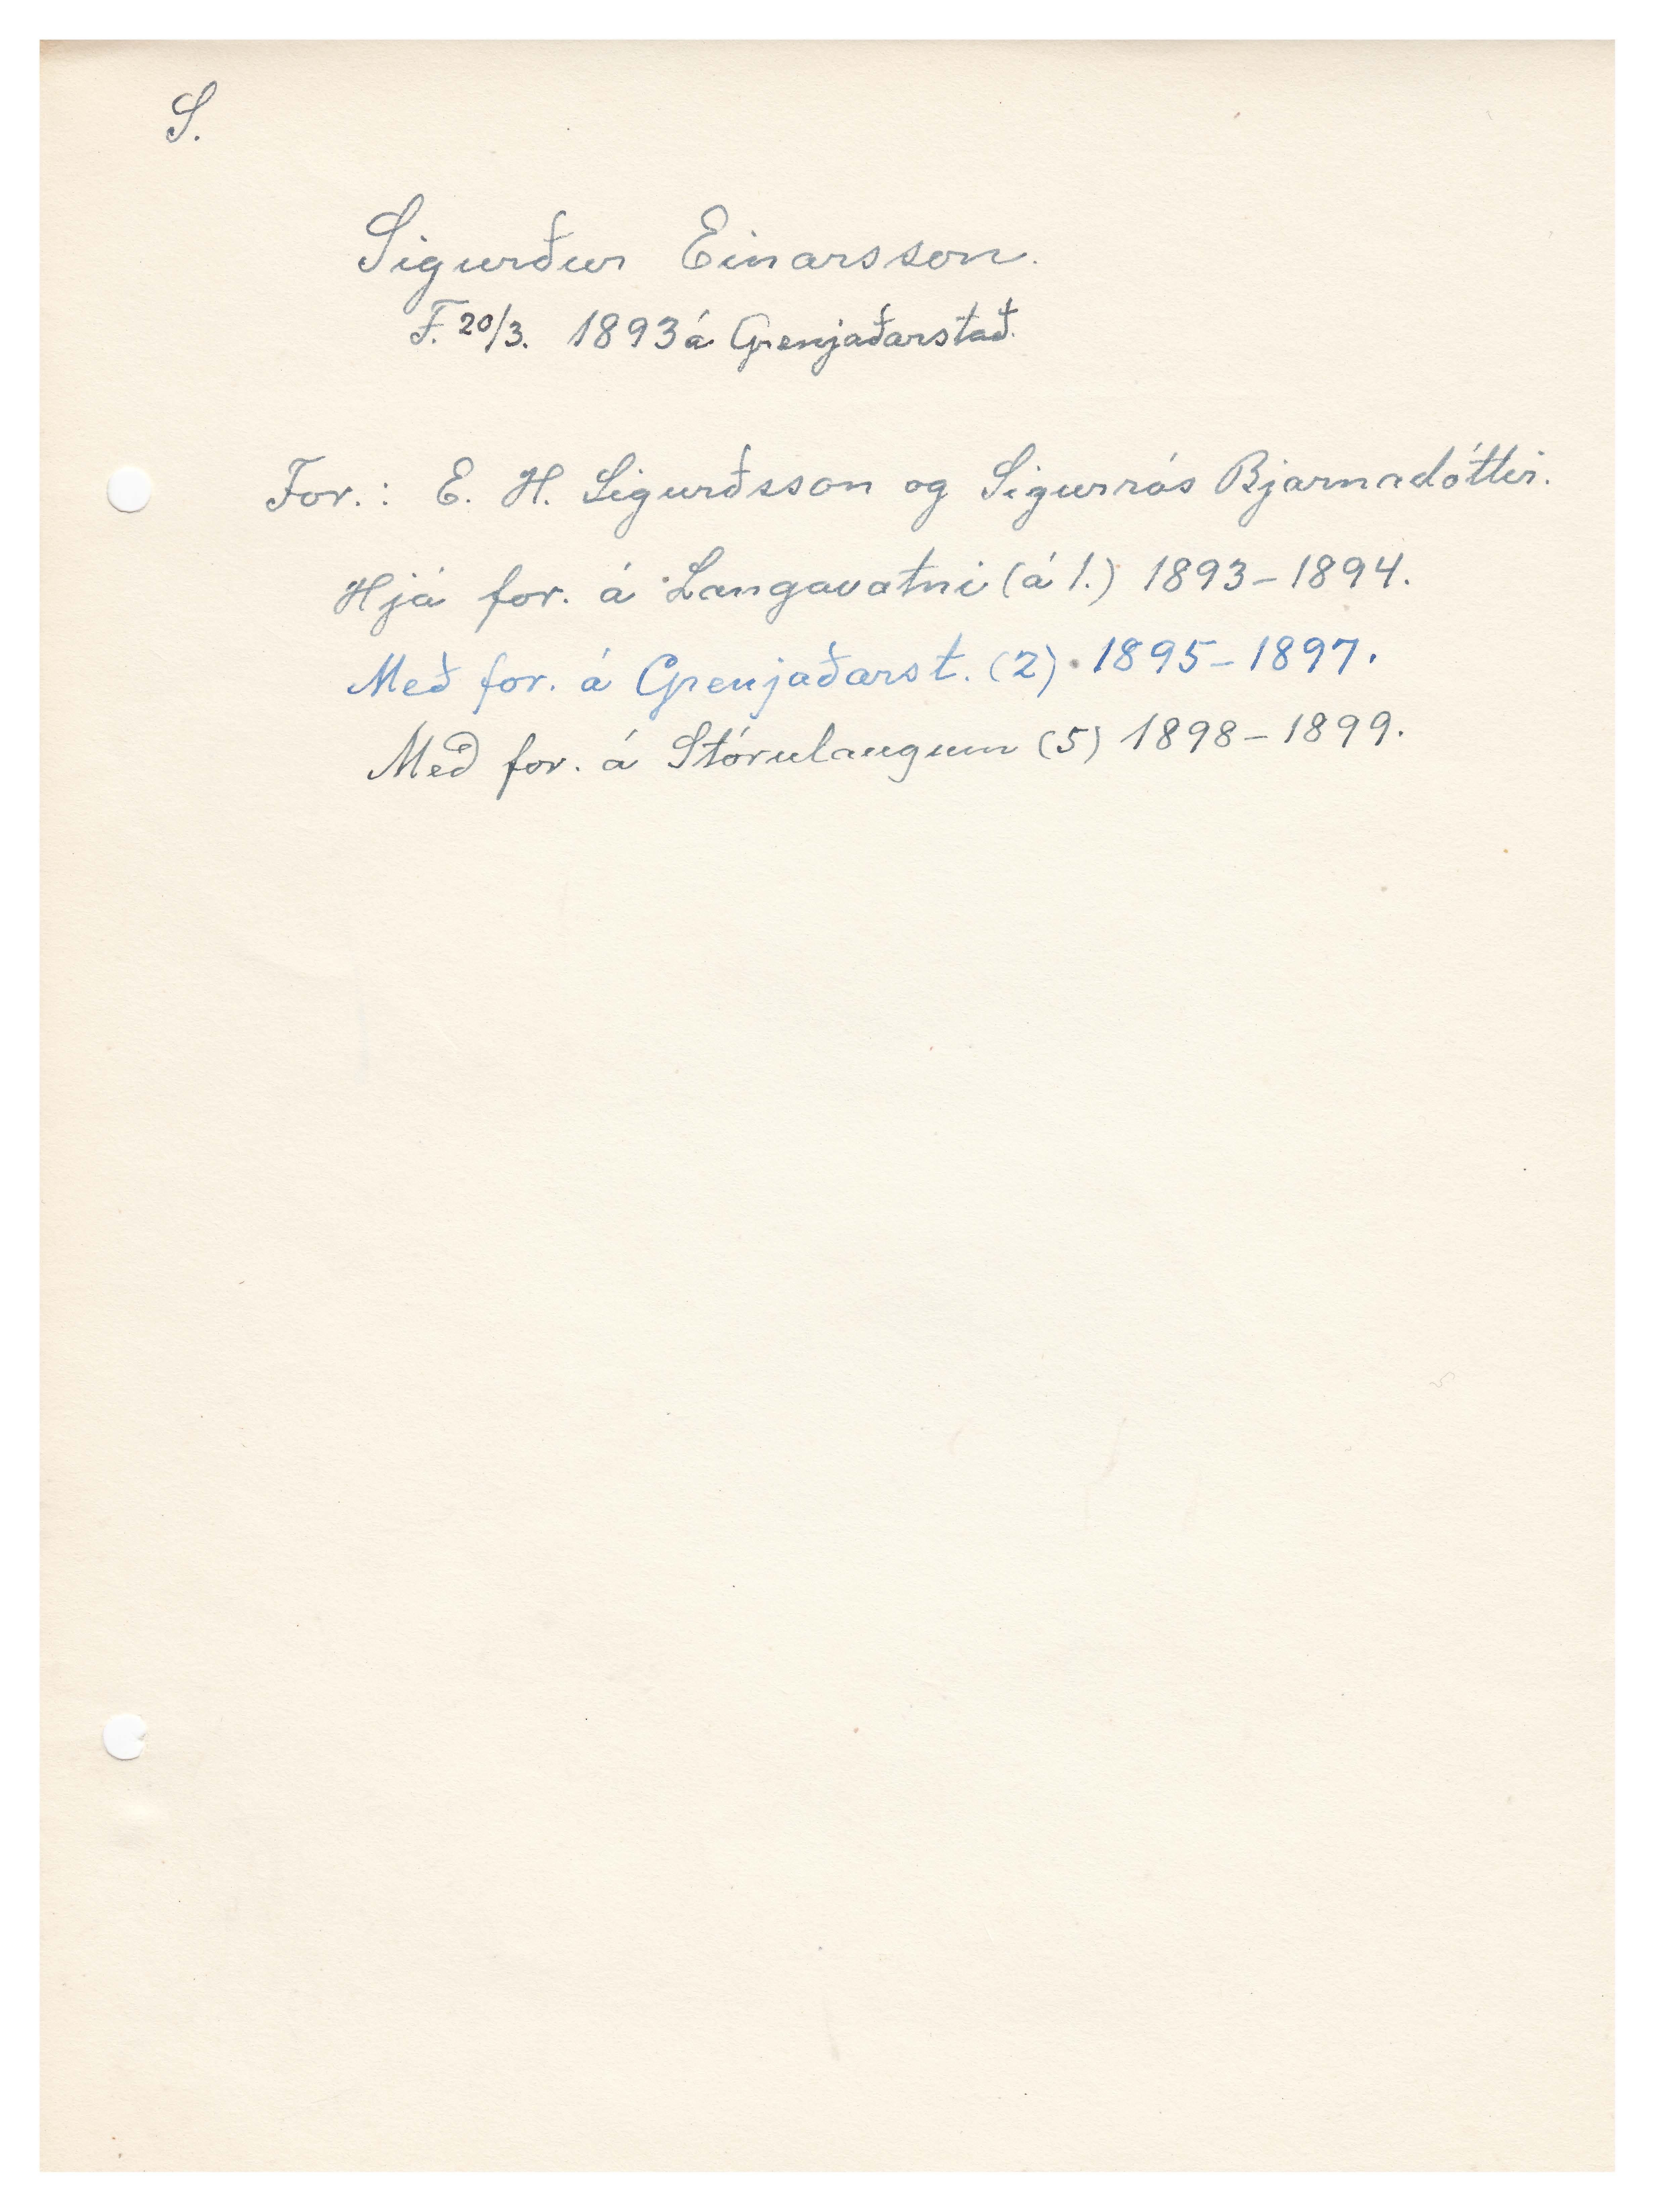 S.
Sigurður Einarsson.
F. 20/3. 1893 á Grenjaðarstað.
For.: E. H. Sigurðsson og Sigurrós Bjarnadóttir.
Hjá for. á Langavatni (á 1.) 1893-1894.
Með for. á Grenjaðarst. (2) 1895-1897.
Með for. á Stórulaugum (5) 1898-1899.